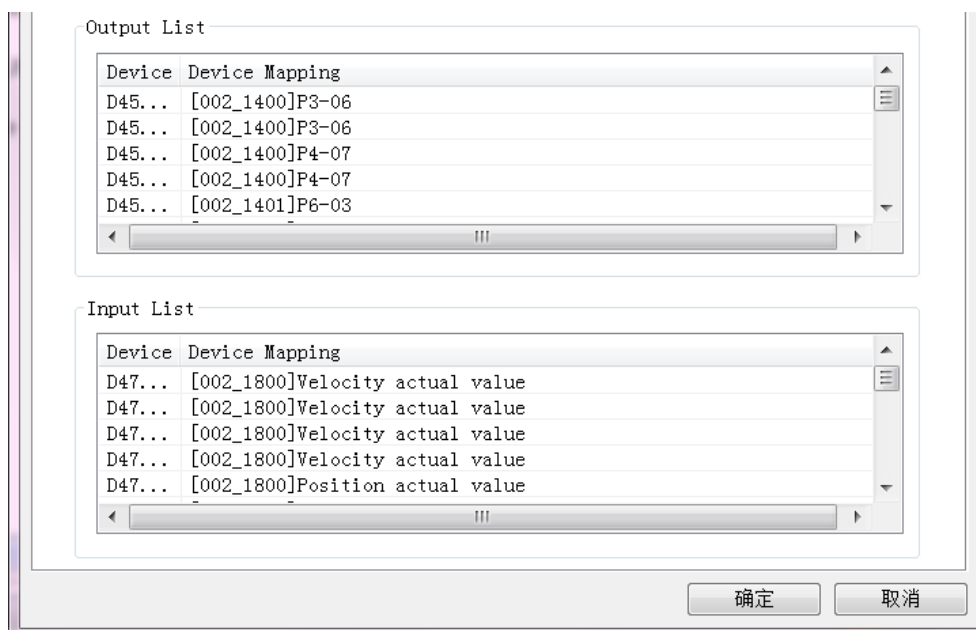 Output List
Device Device Mapping
D45... [002_1400]P3-06
D45... [002_1400]P3-06
D45... [002_1400]P4-07
D45... [002_1400]P4-07
D45... [002_1401]P6-03
Input List
Device Device Mapping
D47... [002_1800]Velocity actual value
D47... [002_1800]Velocity actual value
D47... [002_1800]Velocity actual value
D47... [002_1800]Velocity actual value
D47... [002_1800]Position actual value
确定 取消